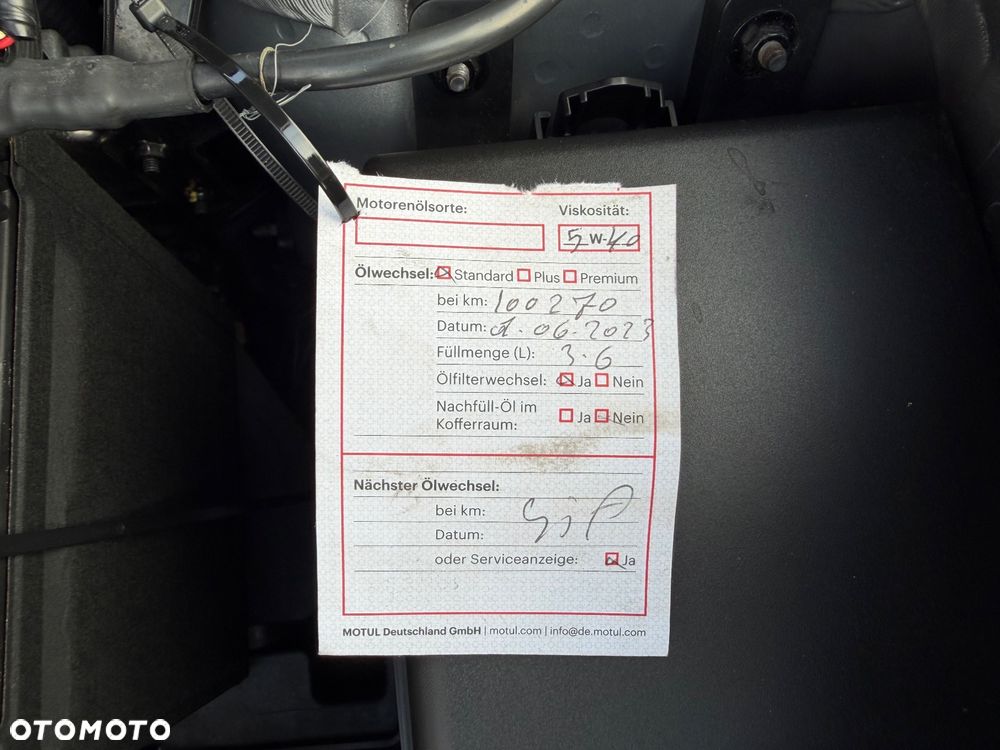 Motorenölsorte: Viskosität:
5 W-40
Ölwechsel: Standard Plus Premium
bei km: 100270
Datum: 01.06.2023
Füllmenge (L): 3.6
Ölfilterwechsel: Ja Nein
Nachfüll-Öl im
Kofferraum: Ja Nein
Nächster Ölwechsel:
bei km:
Datum:
oder Serviceanzeige: Ja
MOTUL Deutschland GmbH | motul.com | info@de.motul.com
OTOMOTO